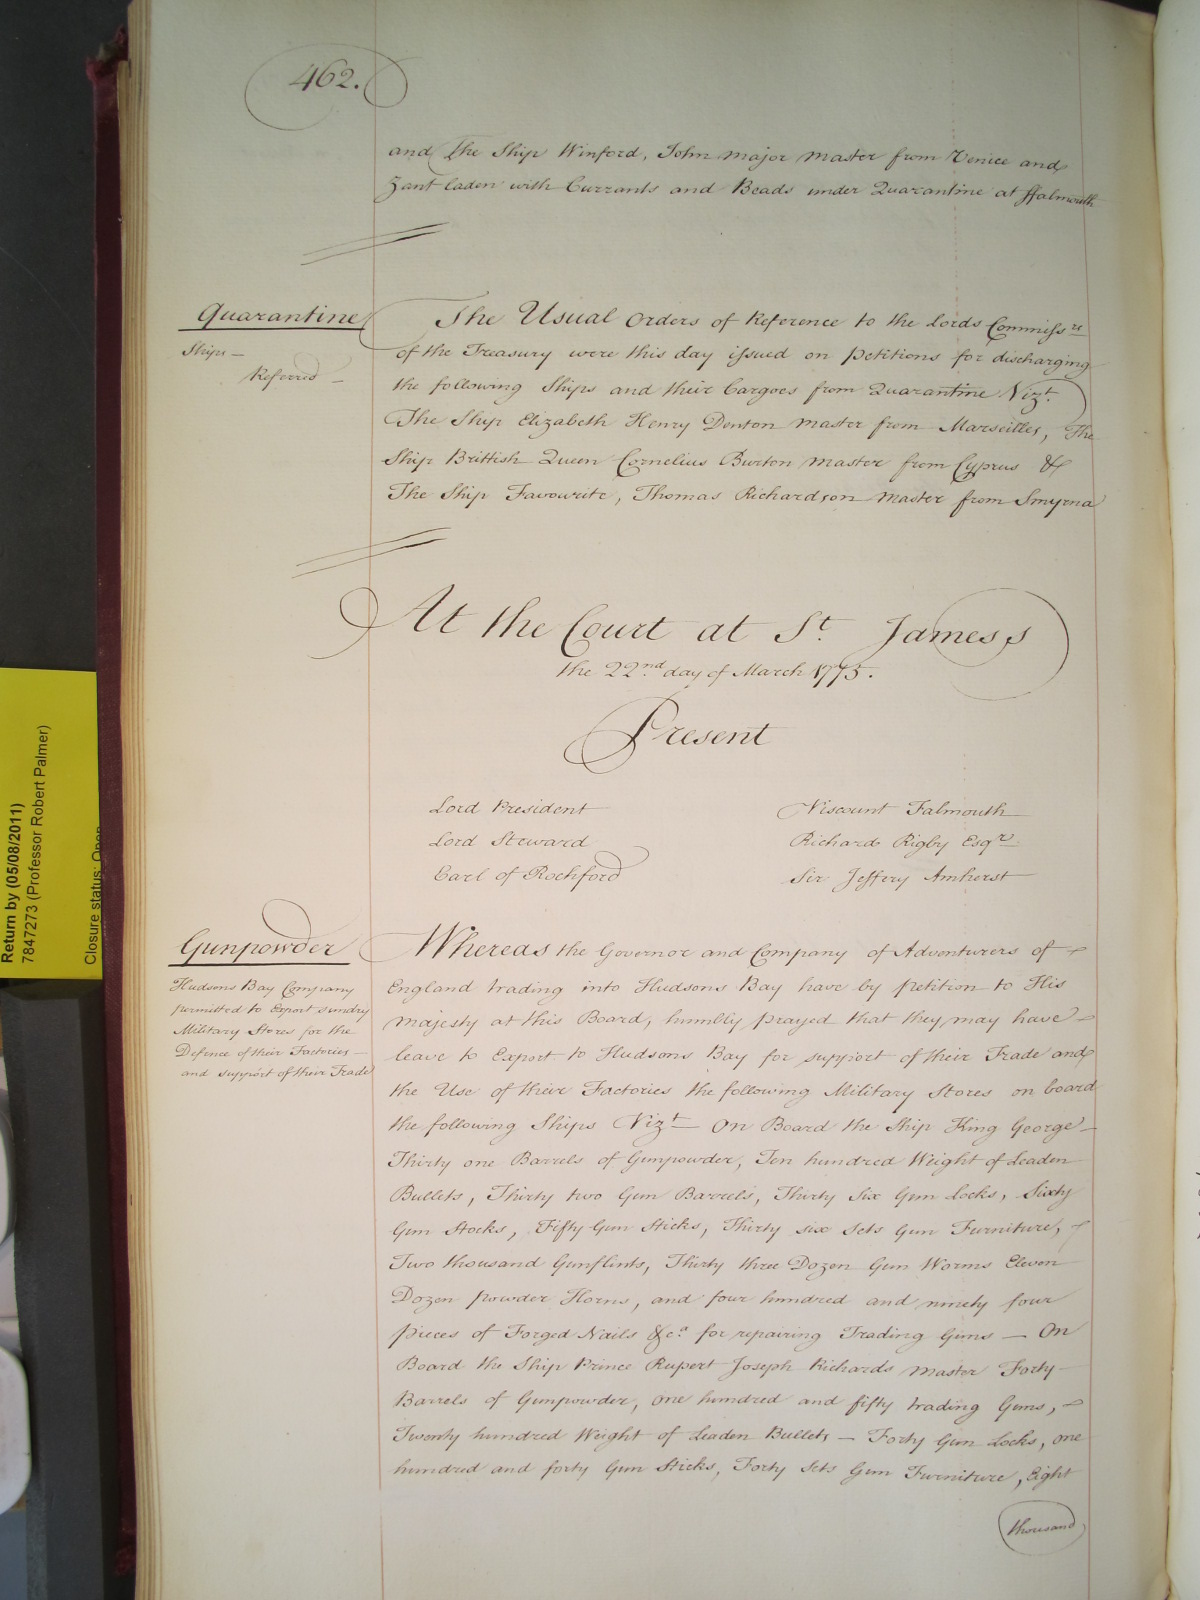 462.
and the Ship Winford, John Major Master from Venice and
Zant Laden with Currants and Beads under Quarantine at Ffalmouth
Quarantine
Ships —
Referred —
The Usual Orders of Reference to the Lords Commissrs
of the Treasury were this day issued on petitions for discharging
the following Ships and their Cargoes from Quarantine Vizt.
The Ship Elizabeth Henry Denton Master from Marseilles, The
Ship Brittish Queen Cornelius Burton Master from Cyprus &
The Ship Favourite, Thomas Richardson Master from Smyrna
At the Court at St. James's
the 22nd day of March 1775.
Present
Lord President
Viscount Falmouth
Lord Steward
Richard Rigby Esqr
Earl of Rochford
Sir Jeffery Amherst
Gunpowder
Hudsons Bay Company
permitted to Export sundry
Military Stores for the
Defence of their Factories —
and support of their Trade
Whereas the Governor and Company of Adventurers of
England trading into Hudsons Bay have by petition to His
Majesty at this Board, humbly prayed that they may have —
leave to Export to Hudsons Bay for support of their Trade and
the Use of their Factories the following Military Stores on board
the following Ships Vizt On Board the Ship King George —
Thirty one Barrels of Gunpowder, Ten hundred Weight of Leaden
Bullets, Thirty two Gun Barrels, Thirty Six Gun Locks, Sixty
Gun Stocks, Fifty Gun Sticks, Thirty six Sets Gun Furniture,
Two thousand Gunflints, Thirty three Dozen Gun Worms Eleven
Dozen powder Horns, and four hundred and ninety four
pieces of Forged Nails &ca. for repairing Trading Guns — On
Board the Ship Prince Rupert Joseph Richards Master Forty
Barrels of Gunpowder, one hundred and fifty trading Guns, —
Twenty hundred Weight of Leaden Bullets — Forty Gun Locks, one
hundred and forty Gun Sticks, Forty Sets Gun Furniture, Eight
thousand
Return by (05/08/2011)
7847273 (Professor Robert Palmer)
Closure status: Open